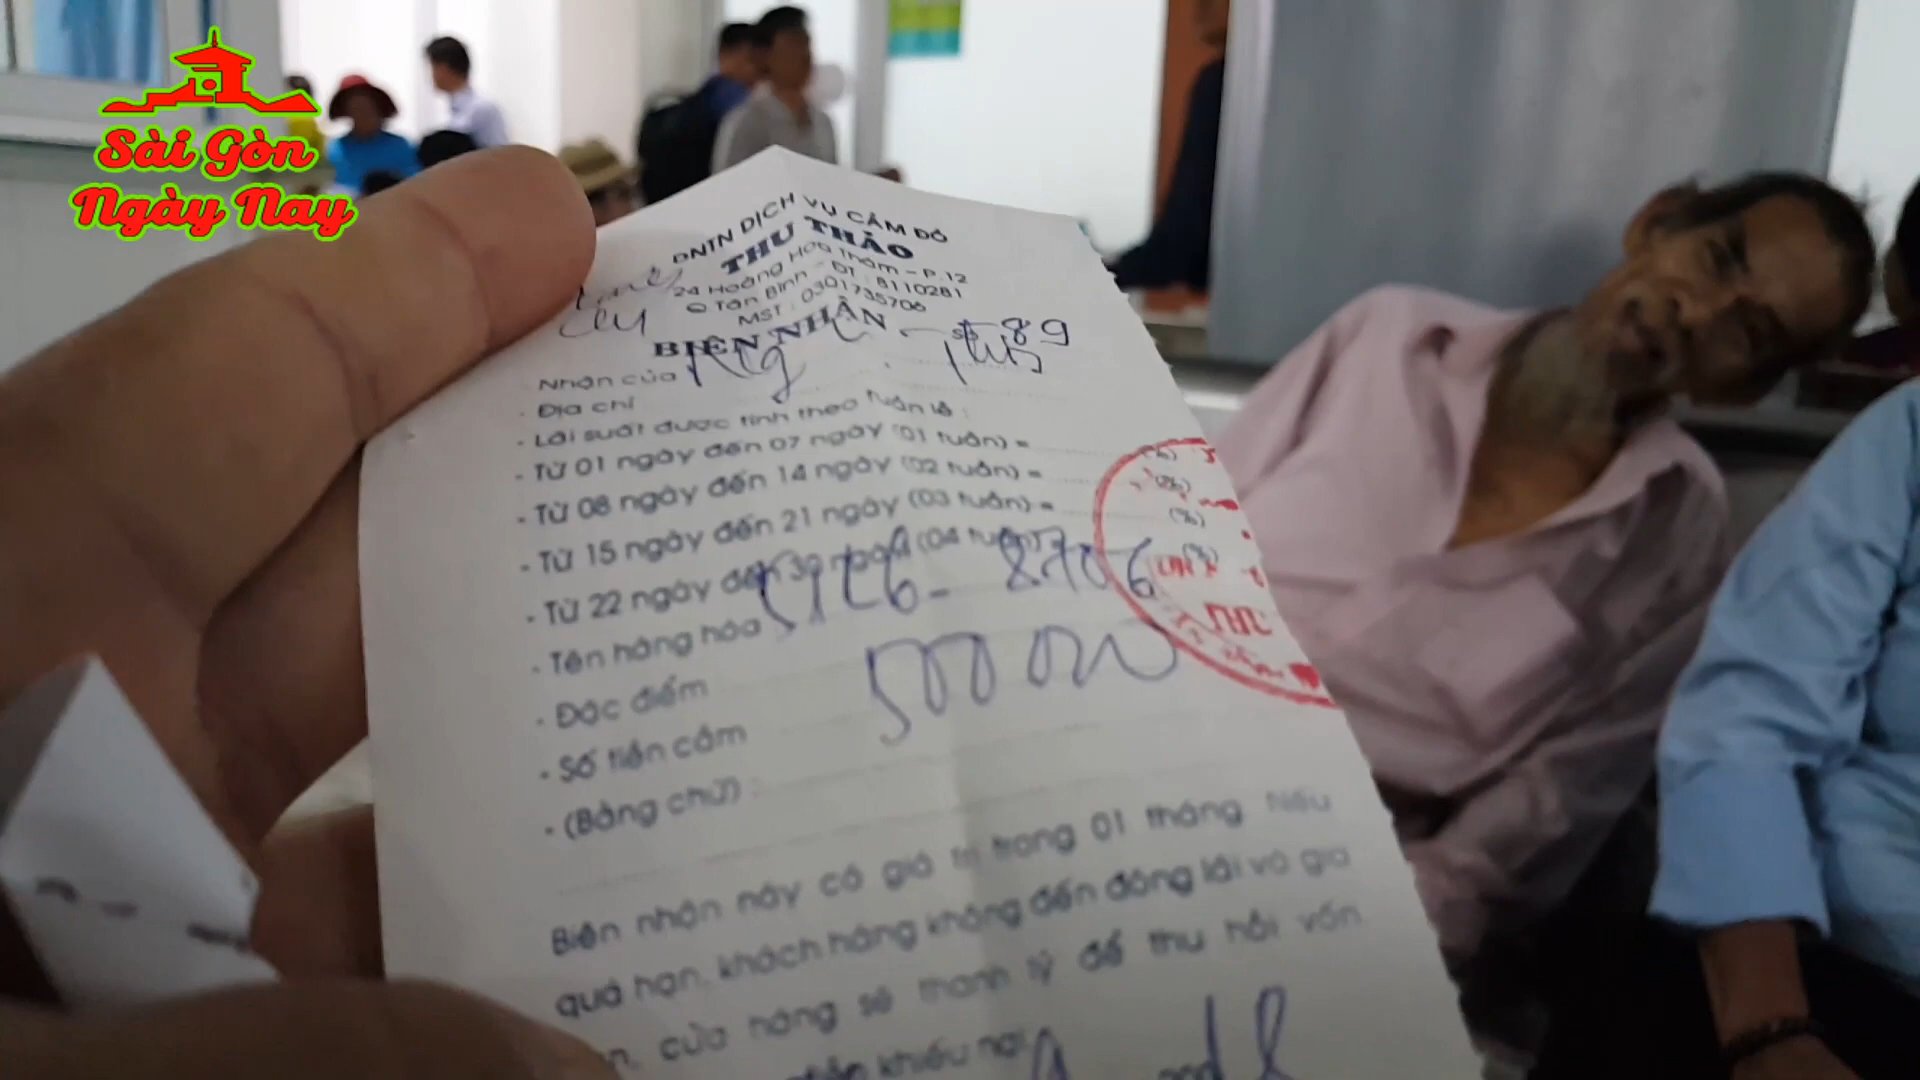 Sài Gòn
Ngày Nay
DNTN DỊCH VỤ CẦM ĐỒ
THU THẢO
24 Hoàng Hoa Thám - P.12
Q Tân Bình - ĐT : 8110281
MST : 0301735706
BIÊN NHẬN
89
Nhận của
- Địa chỉ
- Lãi suất được tính theo tuần lễ :
- Từ 01 ngày đến 07 ngày (01 tuần) = (%)
- Từ 08 ngày đến 14 ngày (02 tuần) = (%)
- Từ 15 ngày đến 21 ngày (03 tuần) = (%)
- Từ 22 ngày đến 30 ngày (04 tuần) = (%)
- Tên hàng hóa
- Đặc điểm
- Số tiền cầm
- (Bằng chữ) :
Biên nhận này có giá trị trong 01 tháng. Nếu
quá hạn, khách hàng không đến đóng lãi và gia
cửa hàng sẽ thanh lý để thu hồi vốn
khiếu nại